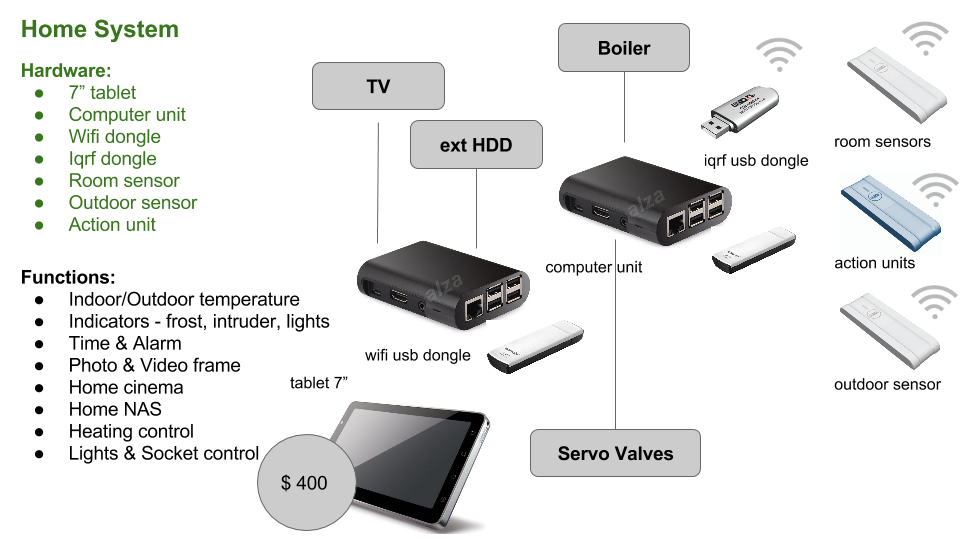 Home System
Hardware:
● 7” tablet
● Computer unit
● Wifi dongle
● Iqrf dongle
● Room sensor
● Outdoor sensor
● Action unit
Functions:
● Indoor/Outdoor temperature
● Indicators - frost, intruder, lights
● Time & Alarm
● Photo & Video frame
● Home cinema
● Home NAS
● Heating control
● Lights & Socket control
TV
ext HDD
Boiler
iqrf usb dongle
room sensors
alza
computer unit
action units
alza
wifi usb dongle
outdoor sensor
tablet 7”
$ 400
Servo Valves